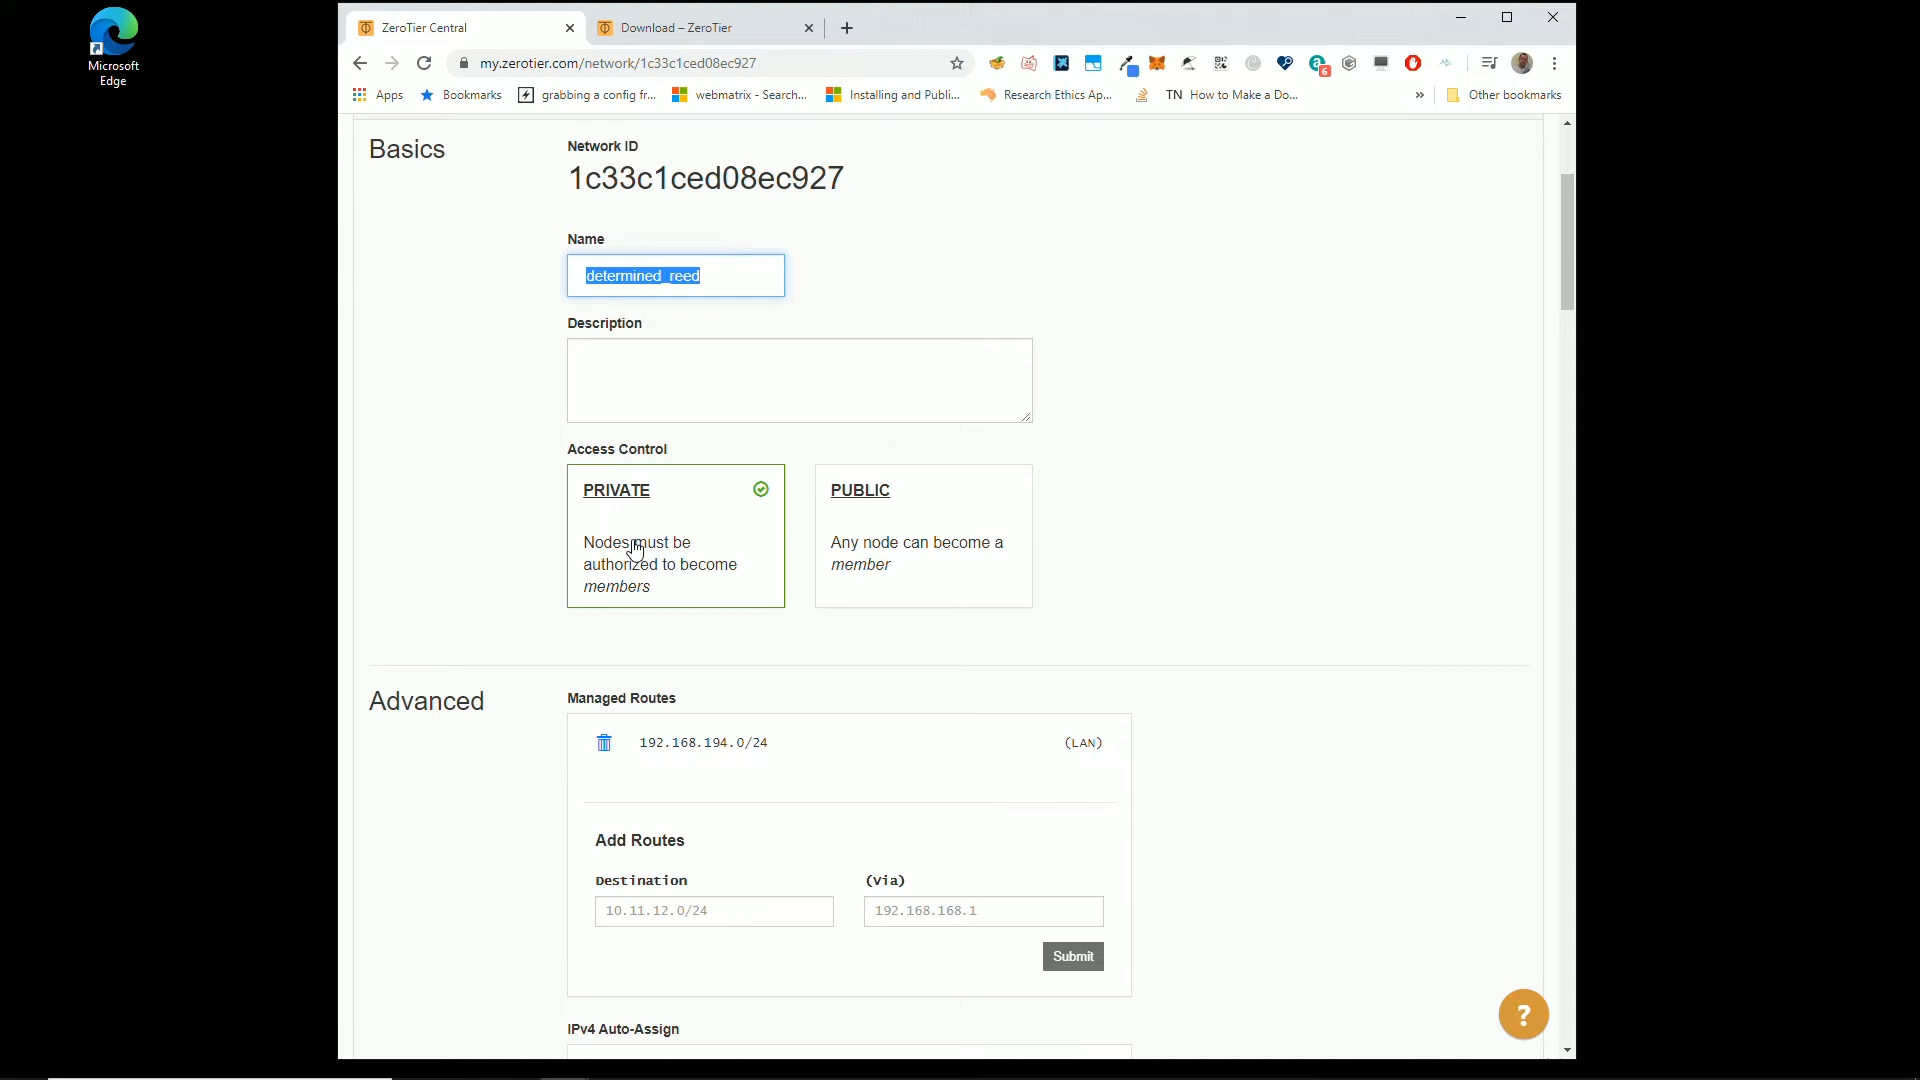 Microsoft
Edge
ZeroTier Central
Download – ZeroTier
my.zerotier.com/network/1c33c1ced08ec927
6
Apps
Bookmarks
grabbing a config fr...
webmatrix - Search...
Installing and Publi...
Research Ethics Ap...
TN How to Make a Do...
»
Other bookmarks
Basics
Network ID
1c33c1ced08ec927
Name
determined_reed
Description
Access Control
PRIVATE
Nodes must be
authorized to become
members
PUBLIC
Any node can become a
member
Advanced
Managed Routes
192.168.194.0/24
(LAN)
Add Routes
Destination
(Via)
10.11.12.0/24
192.168.168.1
Submit
IPv4 Auto-Assign
?